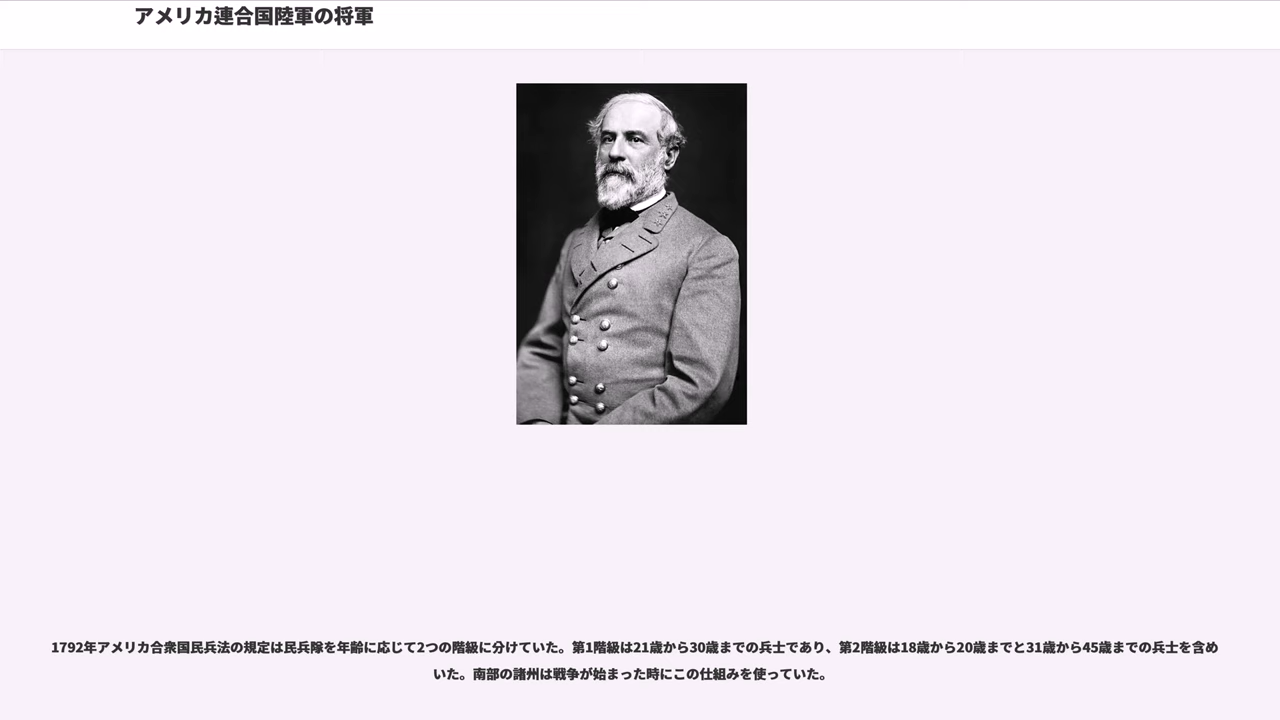 アメリカ連合国陸軍の将軍
1792年アメリカ合衆国民兵法の規定は民兵隊を年齢に応じて2つの階級に分けていた。第1階級は21歳から30歳までの兵士であり、第2階級は18歳から20歳までと31歳から45歳までの兵士を含め
いた。南部の諸州は戦争が始まった時にこの仕組みを使っていた。